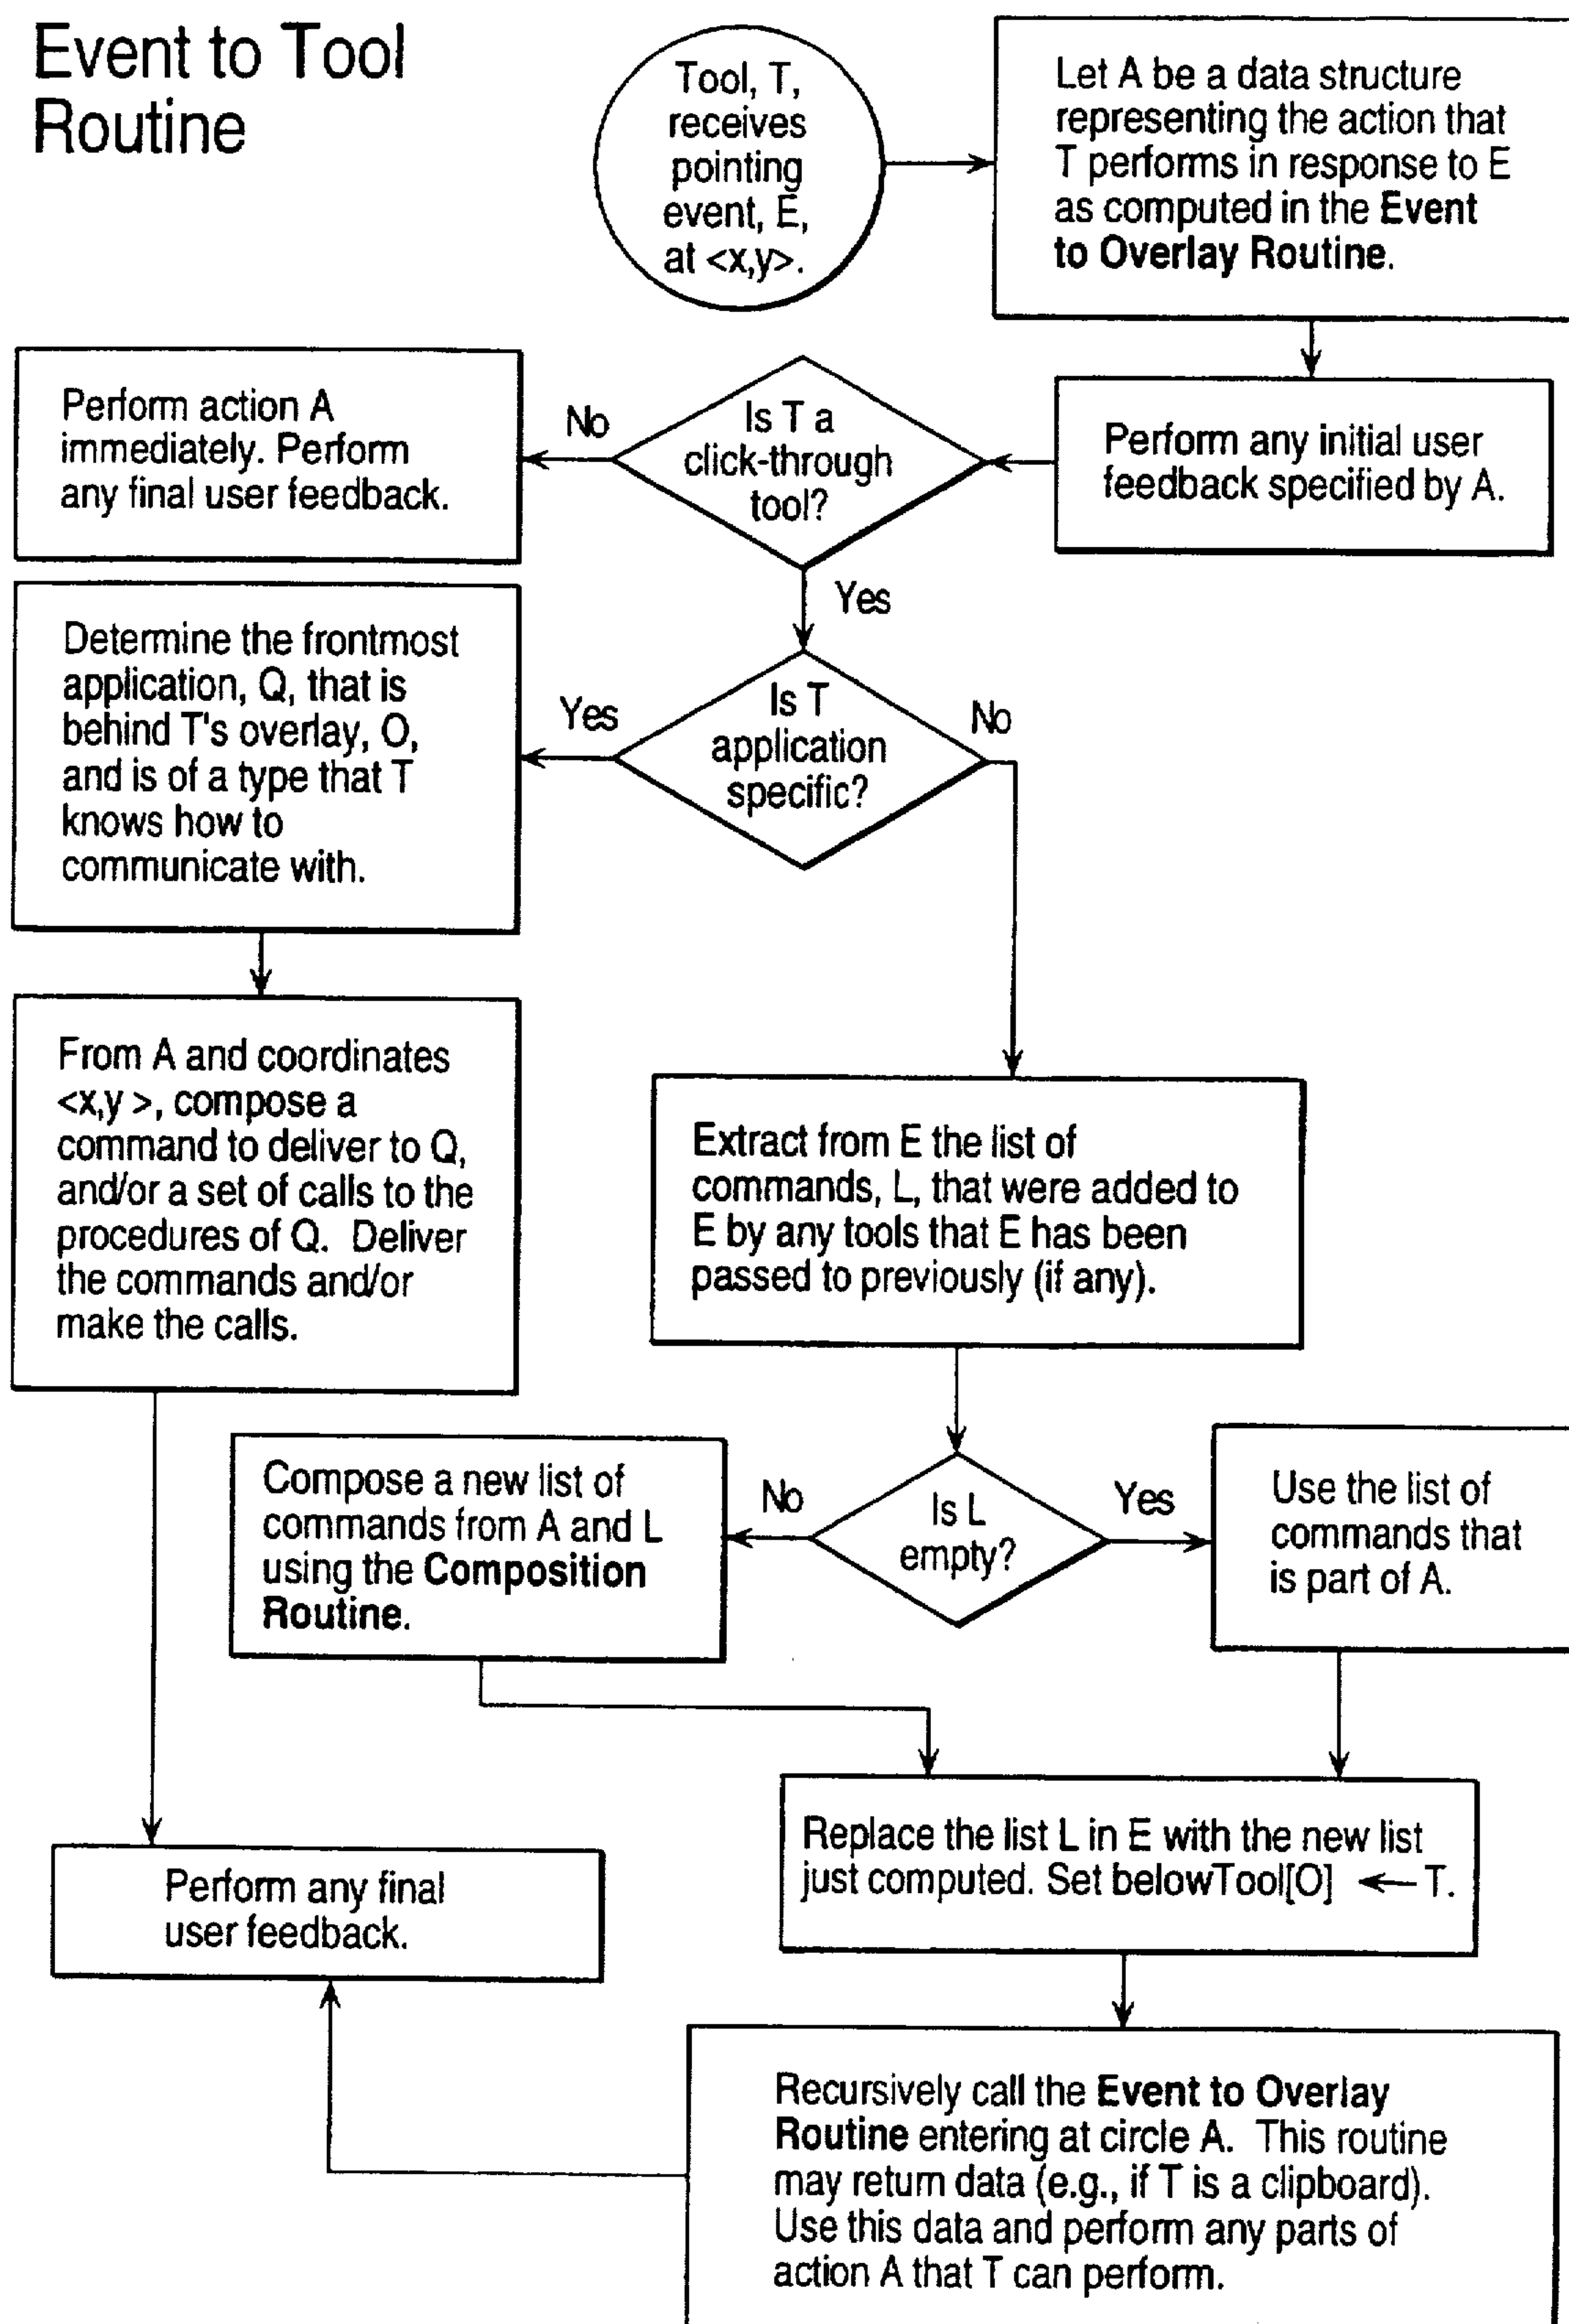 Event to Tool
Routine
Tool, T,
receives
pointing
event, E,
at <x,y>.
Let A be a data structure
representing the action that
T performs in response to E
as computed in the Event
to Overlay Routine.
Perform any initial user
feedback specified by A.
Is T a
click-through
tool?
No
Perform action A
immediately. Perform
any final user feedback.
Yes
Is T
application
specific?
Yes
No
Determine the frontmost
application, Q, that is
behind T's overlay, O,
and is of a type that T
knows how to
communicate with.
From A and coordinates
<x,y >, compose a
command to deliver to Q,
and/or a set of calls to the
procedures of Q. Deliver
the commands and/or
make the calls.
Extract from E the list of
commands, L, that were added to
E by any tools that E has been
passed to previously (if any).
Is L
empty?
No
Yes
Compose a new list of
commands from A and L
using the Composition
Routine.
Use the list of
commands that
is part of A.
Replace the list L in E with the new list
just computed. Set belowTool[O] ← T.
Perform any final
user feedback.
Recursively call the Event to Overlay
Routine entering at circle A. This routine
may return data (e.g., if T is a clipboard).
Use this data and perform any parts of
action A that T can perform.